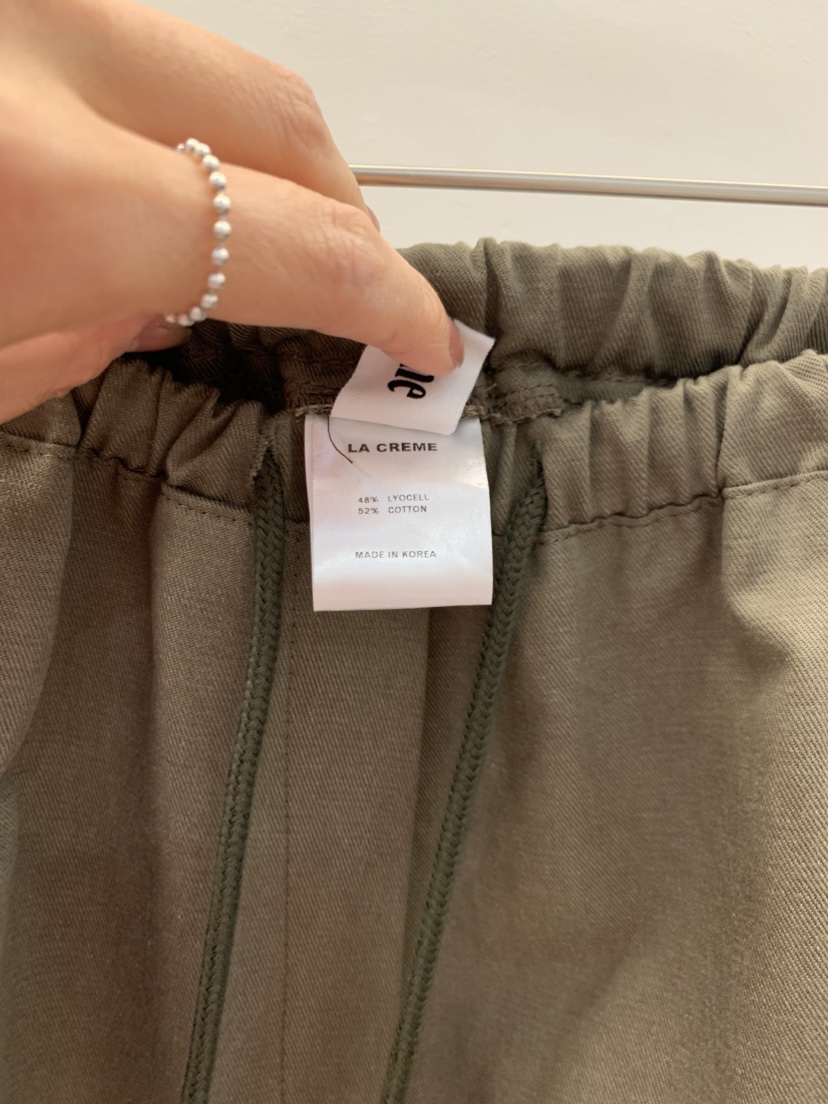 LA CREME
48% LYOCELL
52% COTTON
MADE IN KOREA